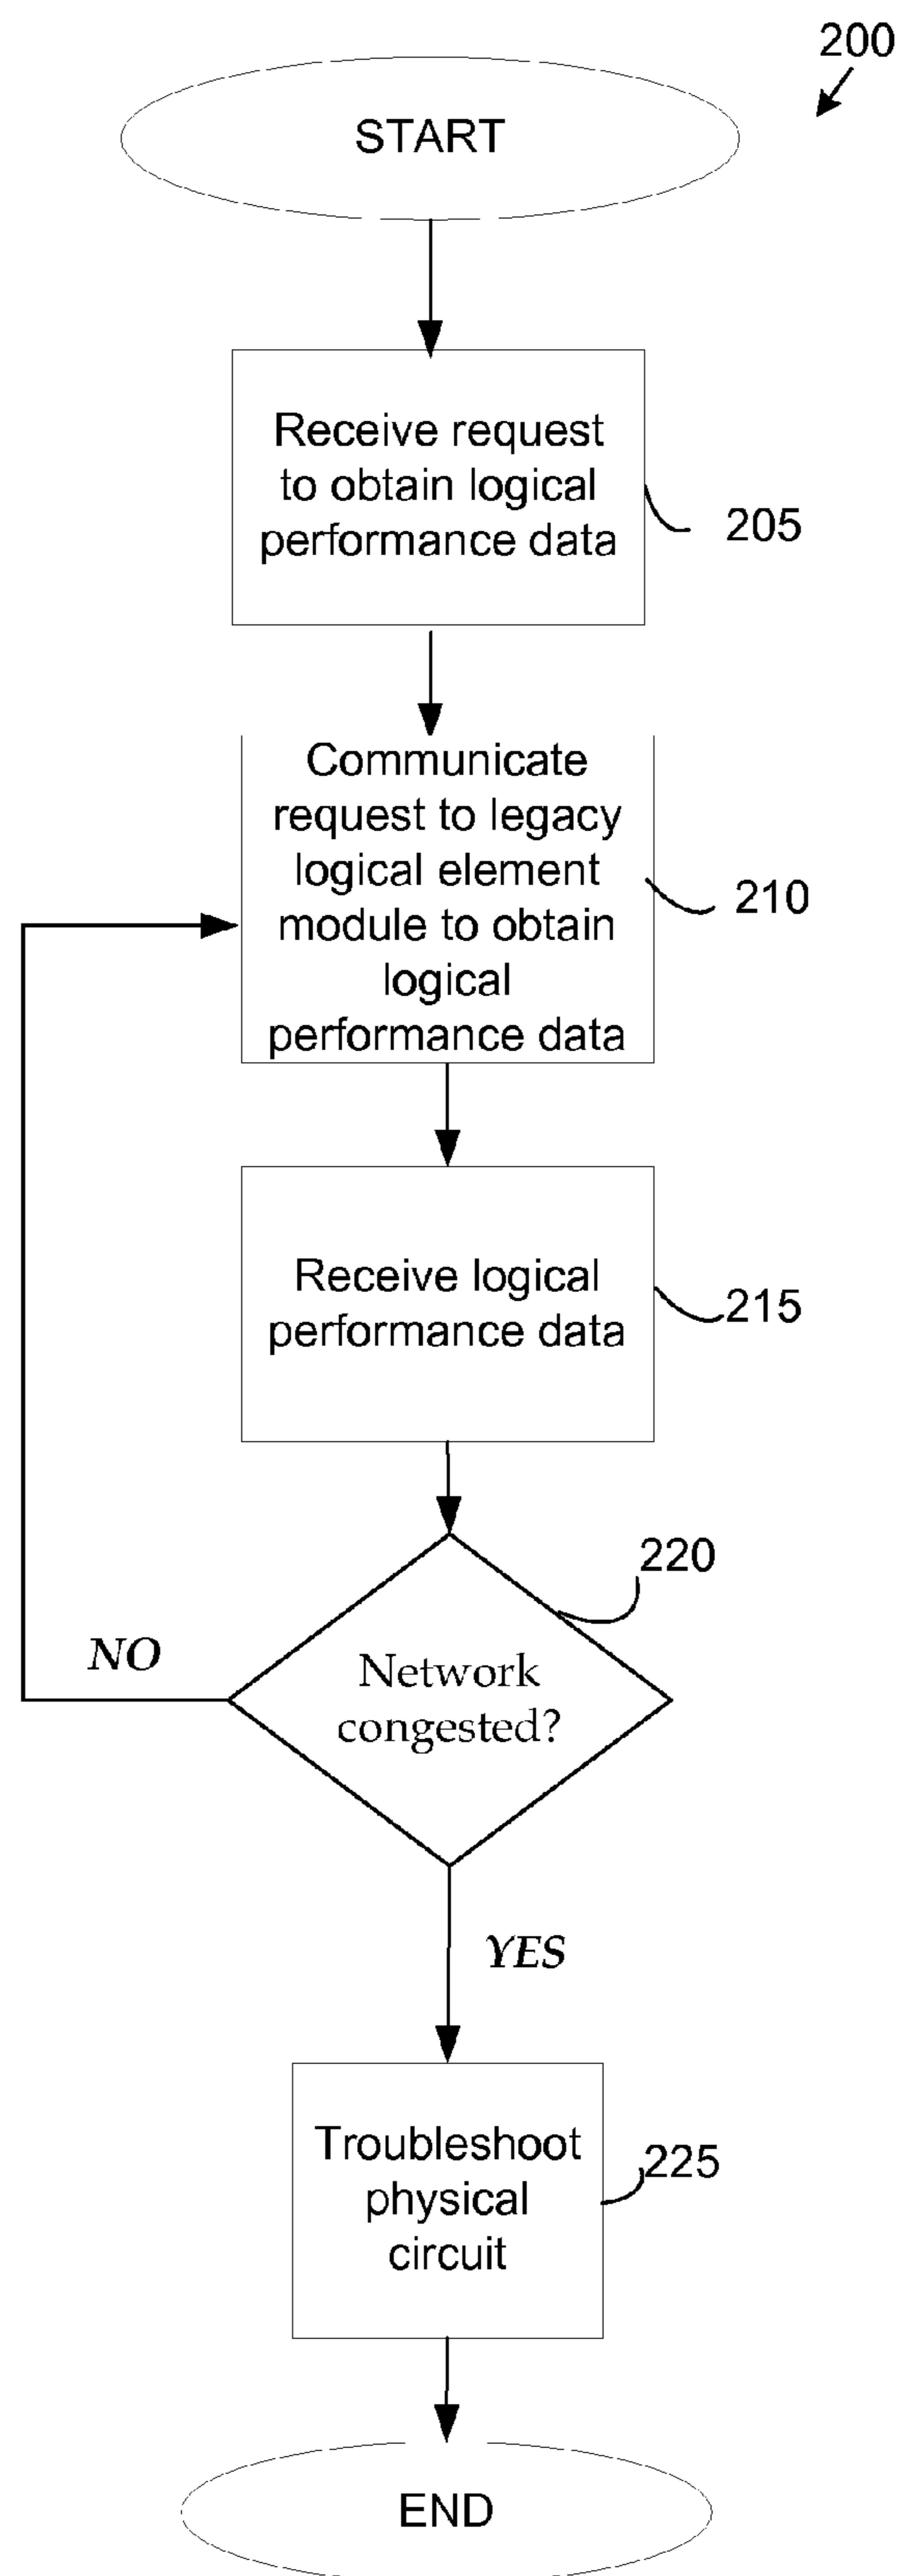 200
START
Receive request
to obtain logical
performance data
205
Communicate
request to legacy
logical element
module to obtain
logical
performance data
210
Receive logical
performance data
215
220
Network
congested?
NO
YES
Troubleshoot
physical
circuit
225
END